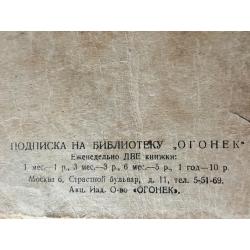 ПОДПИСКА НА БИБЛИОТЕКУ „ОГОНЕК"
Еженедельно ДВЕ книжки:
1 мес.—1 р., 3 мес.—3 р., 6 мес.—5 р., 1 год—10 р.
Москва 6, Страстной бульвар, д. 11, тел. 5-51-69.
Акц. Изд. О-во «ОГОНЕК».